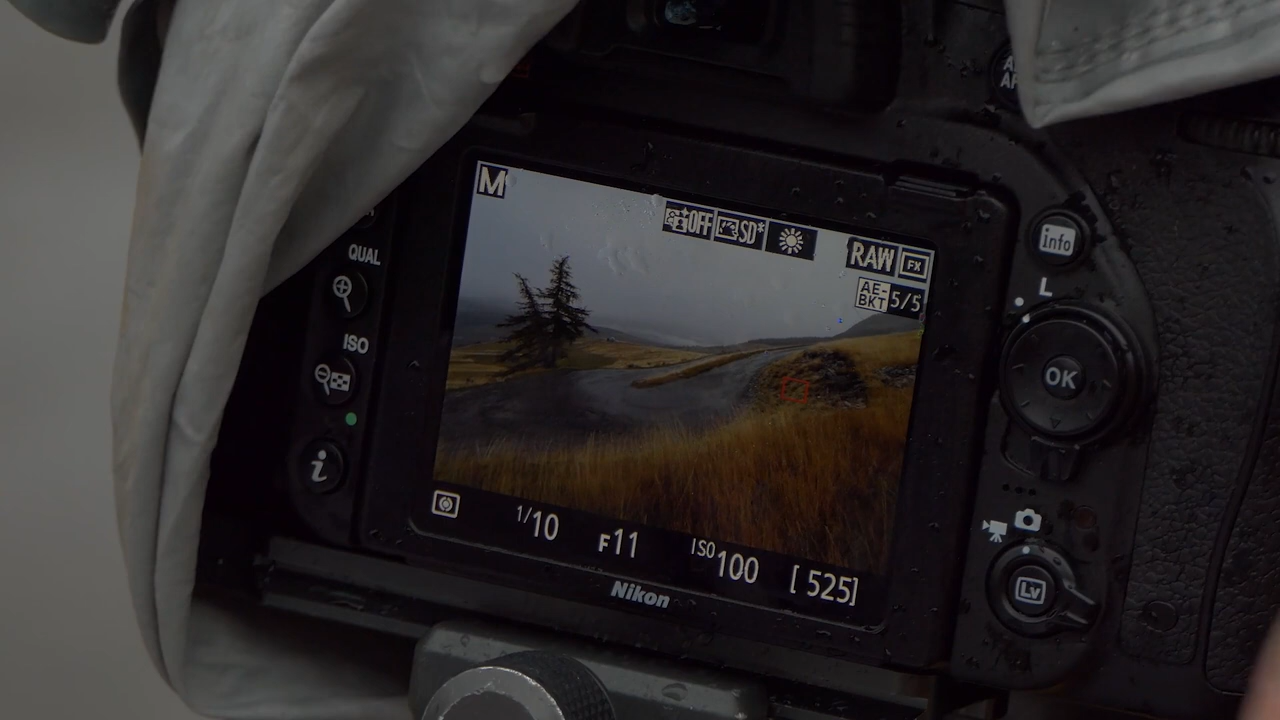 M
OFF SD*
RAW FX
AE-BKT 5/5
QUAL
ISO
i
info
L
OK
Lv
1/10 F11 ISO 100 [525]
Nikon